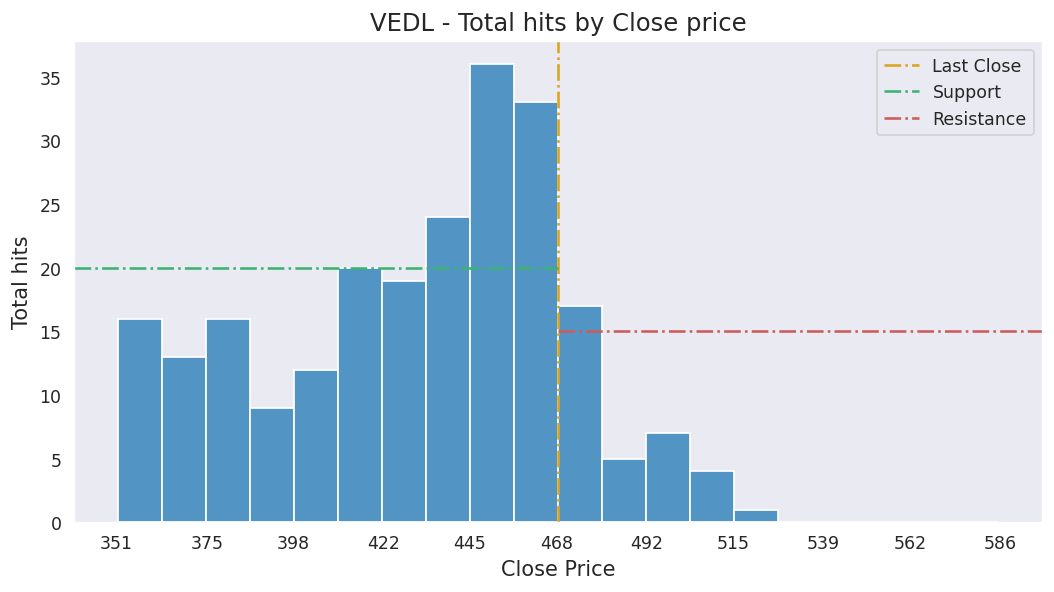 VEDL - Total hits by Close price
Last Close
Support
Resistance
Total hits
35
30
25
20
15
10
5
0
351 375 398 422 445 468 492 515 539 562 586
Close Price